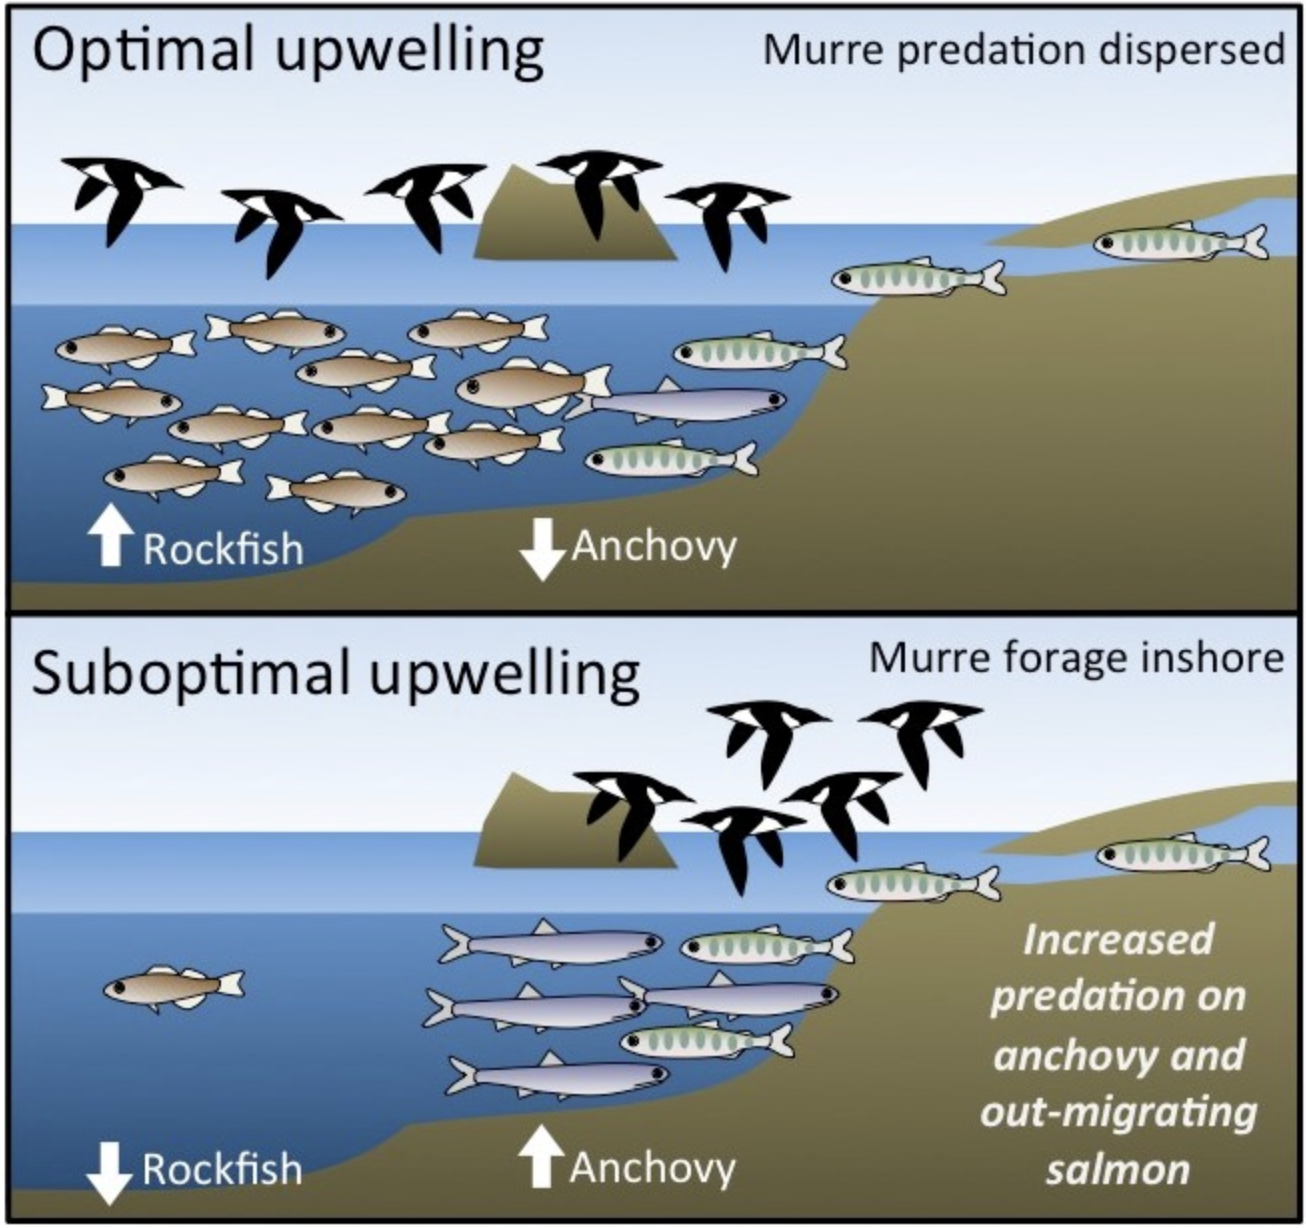 Optimal upwelling
Murre predation dispersed
Rockfish
Anchovy
Suboptimal upwelling
Murre forage inshore
Increased
predation on
anchovy and
out-migrating
salmon
Rockfish
Anchovy